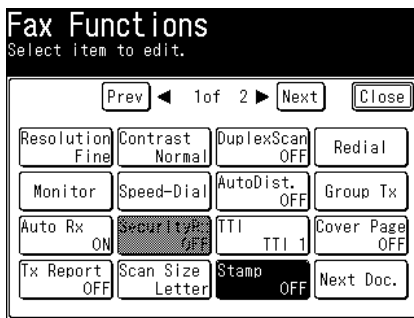 Fax Functions
Select item to edit.
Prev ◀ 1of 2 ▶ Next Close
Resolution Fine
Contrast Normal
DuplexScan OFF
Redial
Monitor
Speed-Dial
AutoDist. OFF
Group Tx
Auto Rx ON
OFF
TTI TTI 1
Cover Page OFF
Tx Report OFF
Scan Size Letter
Stamp OFF
Next Doc.